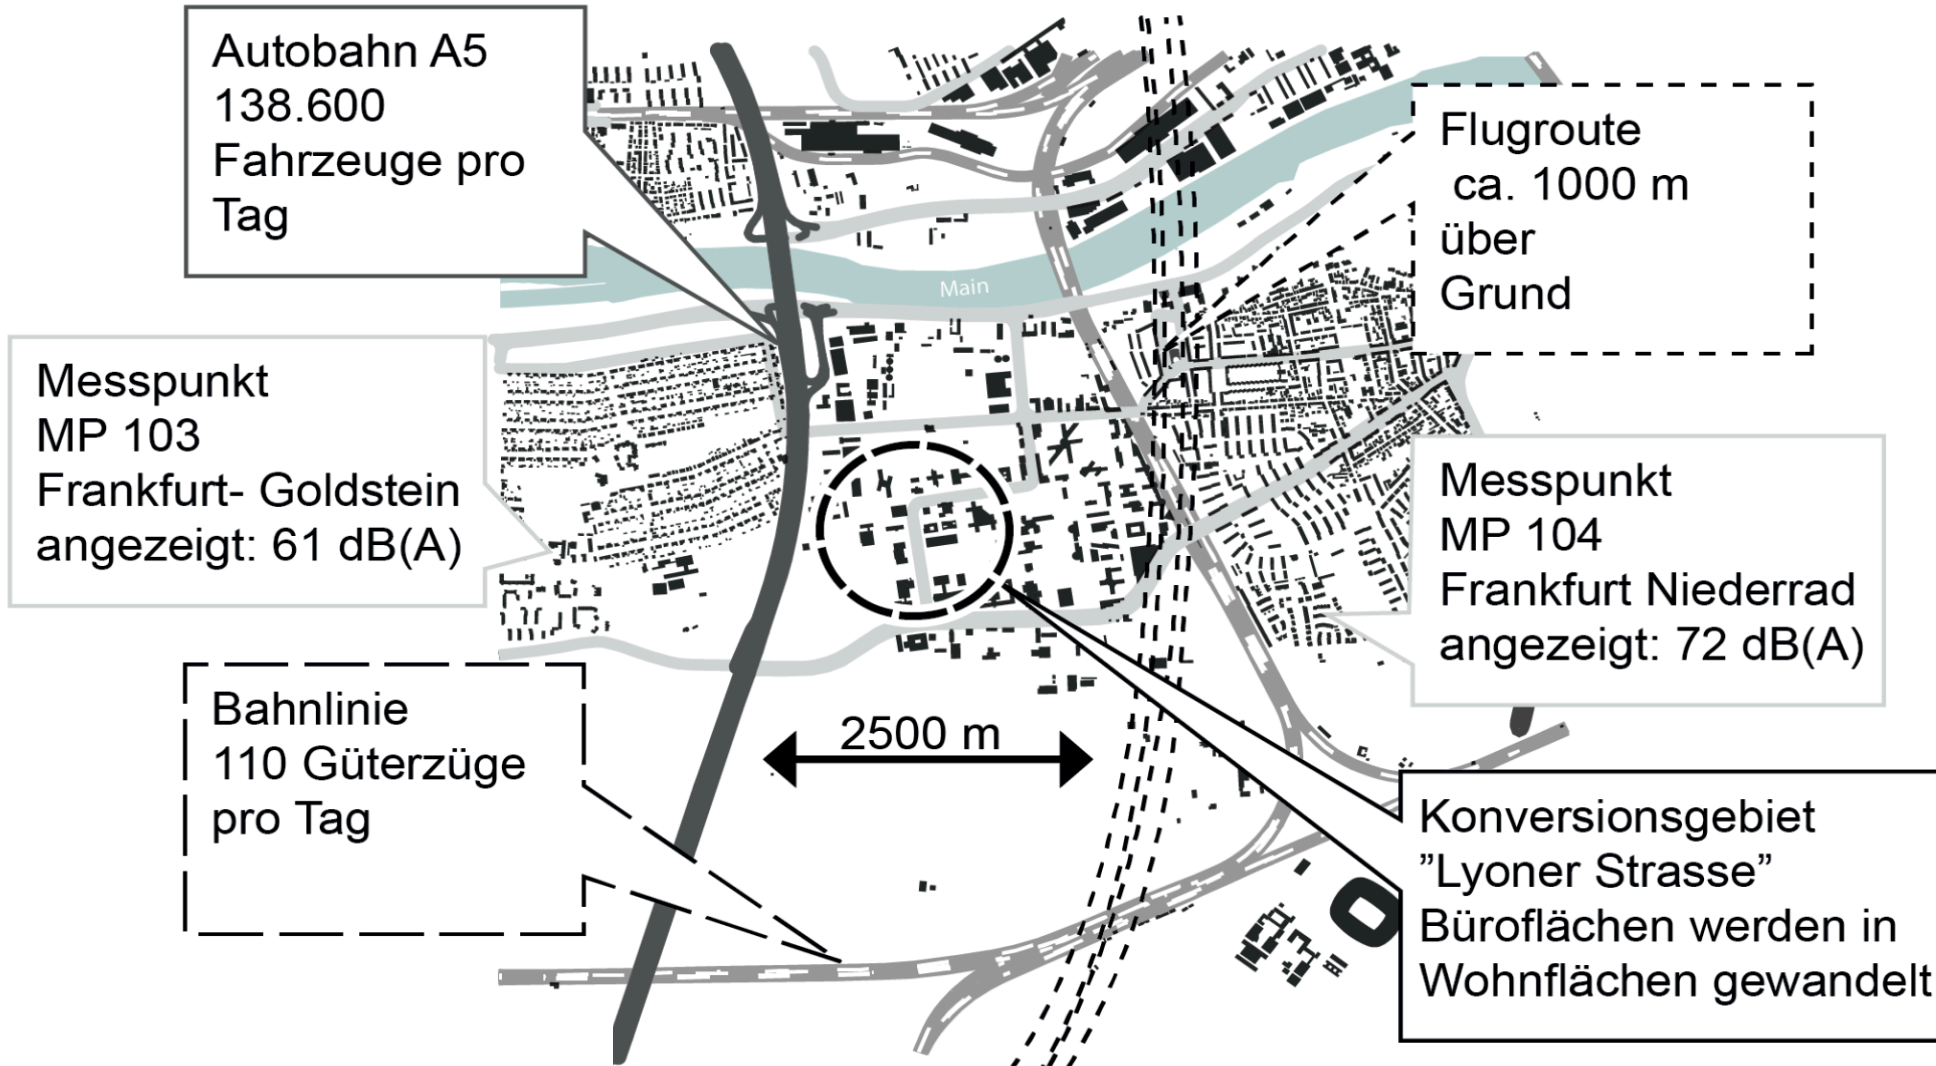 Autobahn A5
138.600
Fahrzeuge pro
Tag
Flugroute
ca. 1000 m
über
Grund
Main
Messpunkt
MP 103
Frankfurt- Goldstein
angezeigt: 61 dB(A)
Messpunkt
MP 104
Frankfurt Niederrad
angezeigt: 72 dB(A)
Bahnlinie
110 Güterzüge
pro Tag
2500 m
Konversionsgebiet
”Lyoner Strasse”
Büroflächen werden in
Wohnflächen gewandelt